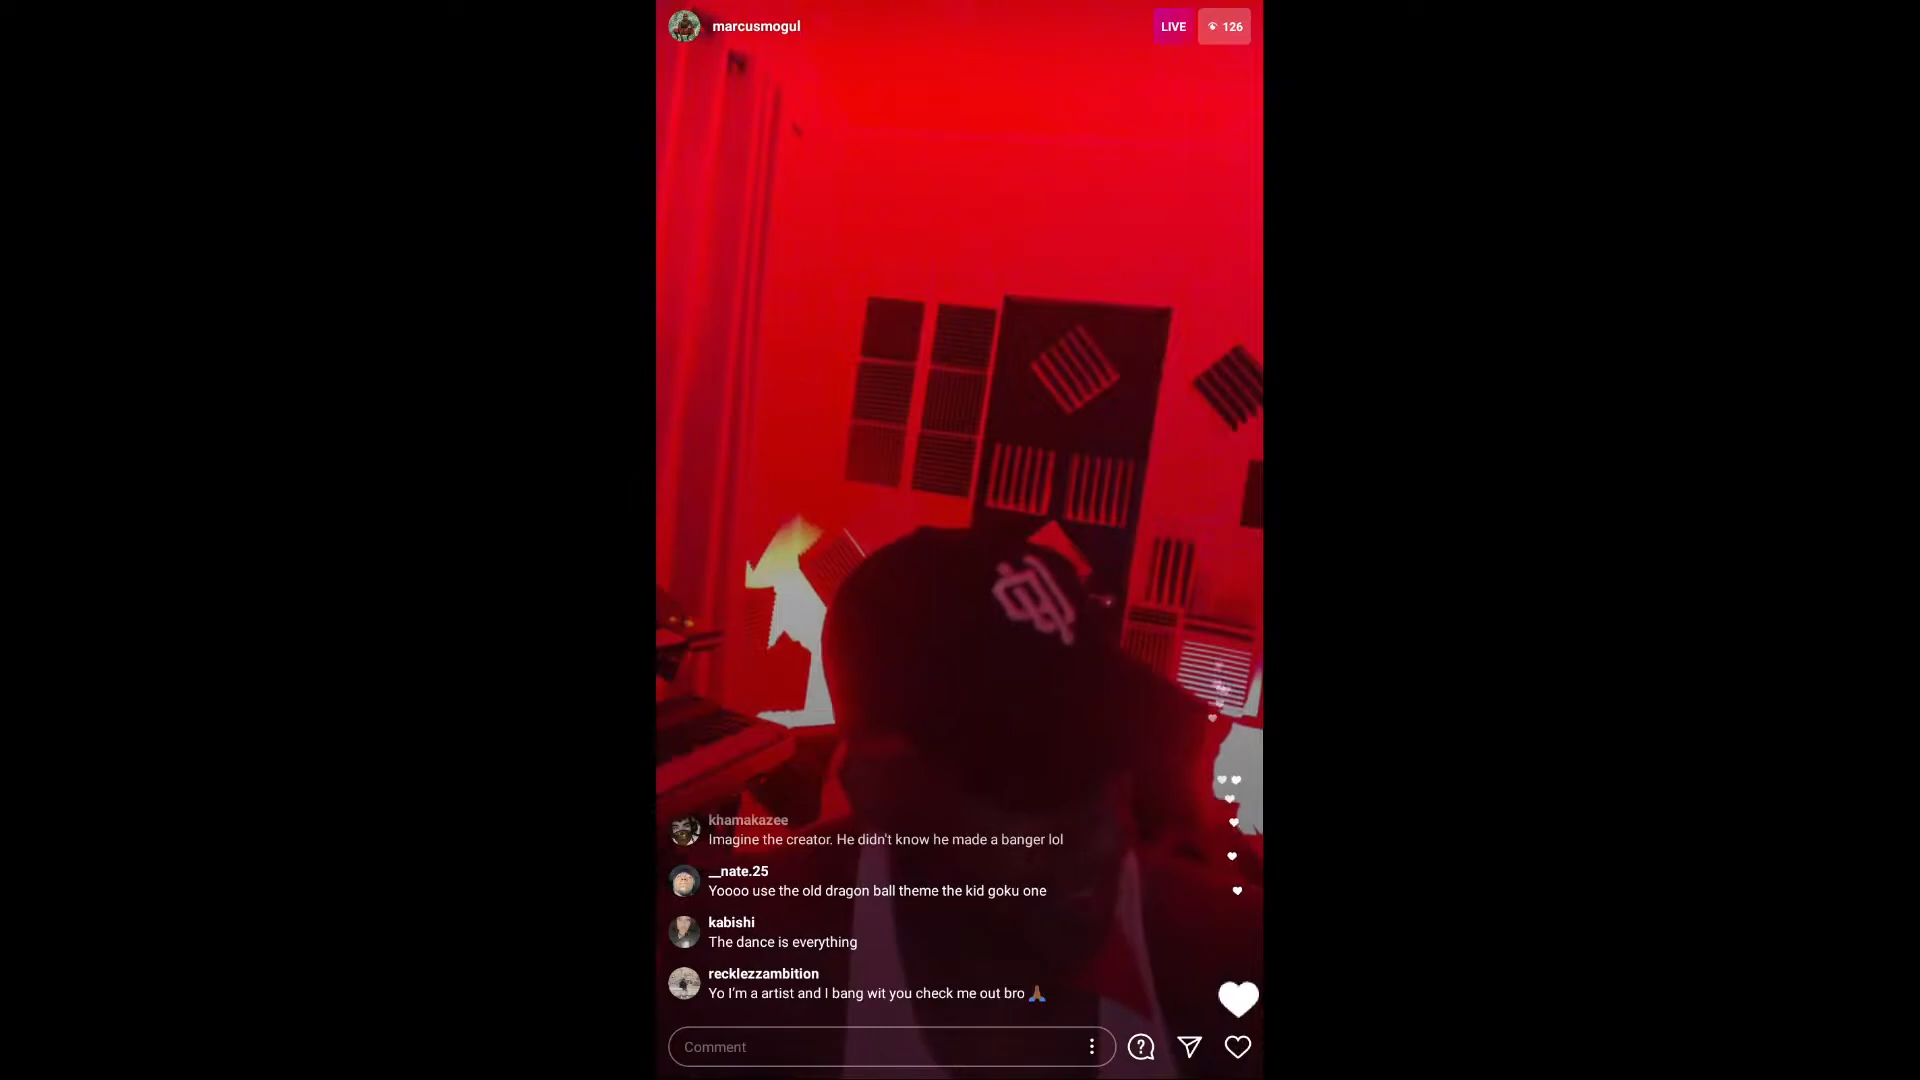 marcusmogul
LIVE
126
khamakazee
Imagine the creator. He didn't know he made a banger lol
__nate.25
Yoooo use the old dragon ball theme the kid goku one
kabishi
The dance is everything
recklezzambition
Yo I'm a artist and I bang wit you check me out bro 🙏🏾
Comment